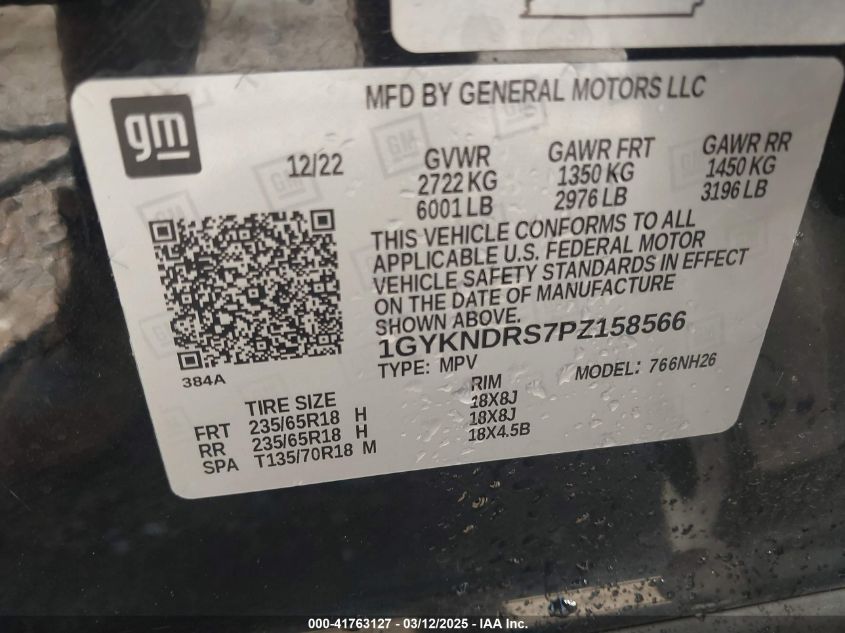 gm
MFD BY GENERAL MOTORS LLC
12/22
GVWR GAWR FRT GAWR RR
2722 KG 1350 KG 1450 KG
6001 LB 2976 LB 3196 LB
THIS VEHICLE CONFORMS TO ALL
APPLICABLE U.S. FEDERAL MOTOR
VEHICLE SAFETY STANDARDS IN EFFECT
ON THE DATE OF MANUFACTURE
SHOWN ABOVE.
1GYKNDRS7PZ158566
TYPE: MPV MODEL: 766NH26
384A
TIRE SIZE RIM
FRT 235/65R18 H 18X8J
RR 235/65R18 H 18X8J
SPA T135/70R18 M 18X4.5B
000-41763127 - 03/12/2025 - IAA Inc.